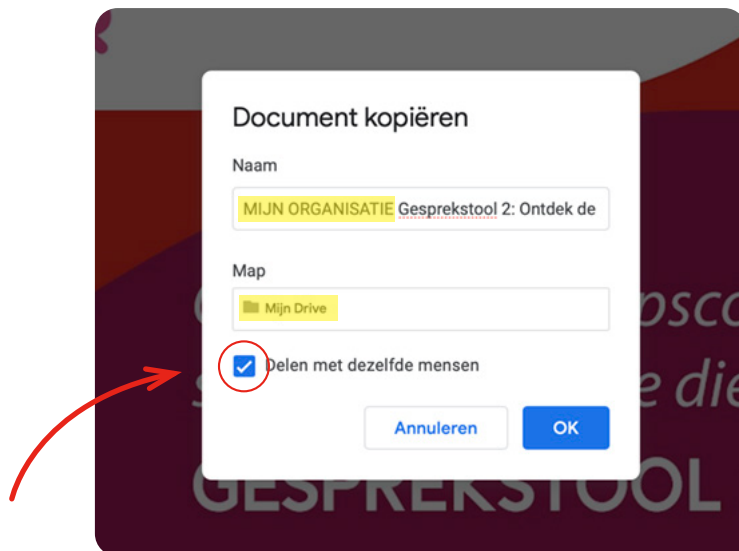 Document kopiëren
Naam
MIJN ORGANISATIE Gesprekstool 2: Ontdek de
Map
Mijn Drive
Delen met dezelfde mensen
Annuleren OK
GESPREKSTOOL